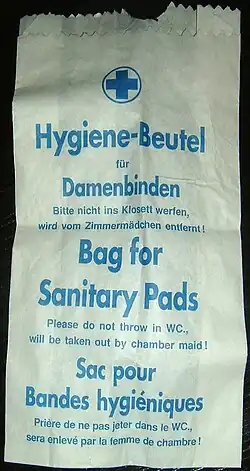 Hygiene-Beutel
für
Damenbinden
Bitte nicht ins Klosett werfen,
wird vom Zimmermädchen entfernt!
Bag for
Sanitary Pads
Please do not throw in WC.,
will be taken out by chamber maid!
Sac pour
Bandes hygiéniques
Prière de ne pas jeter dans le WC.,
sera enlevé par la femme de chambre!